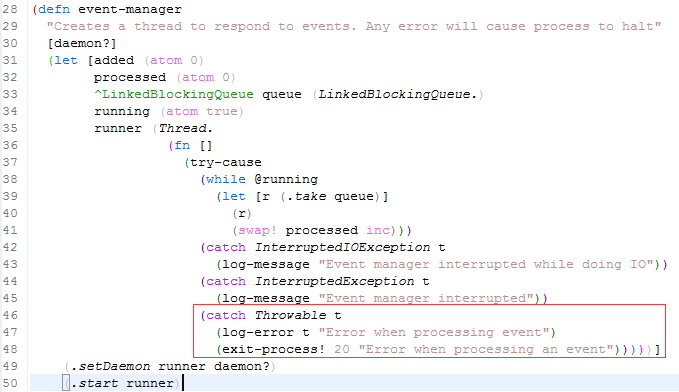 28 (defn event-manager
29 "Creates a thread to respond to events. Any error will cause process to halt"
30 [daemon?]
31 (let [added (atom 0)
32 processed (atom 0)
33 ^LinkedBlockingQueue queue (LinkedBlockingQueue.)
34 running (atom true)
35 runner (Thread.
36 (fn []
37 (try-cause
38 (while @running
39 (let [r (.take queue)]
40 (r)
41 (swap! processed inc)))
42 (catch InterruptedIOException t
43 (log-message "Event manager interrupted while doing IO"))
44 (catch InterruptedException t
45 (log-message "Event manager interrupted"))
46 (catch Throwable t
47 (log-error t "Error when processing event")
48 (exit-process! 20 "Error when processing an event")))))]
49 (.setDaemon runner daemon?)
50 (.start runner)